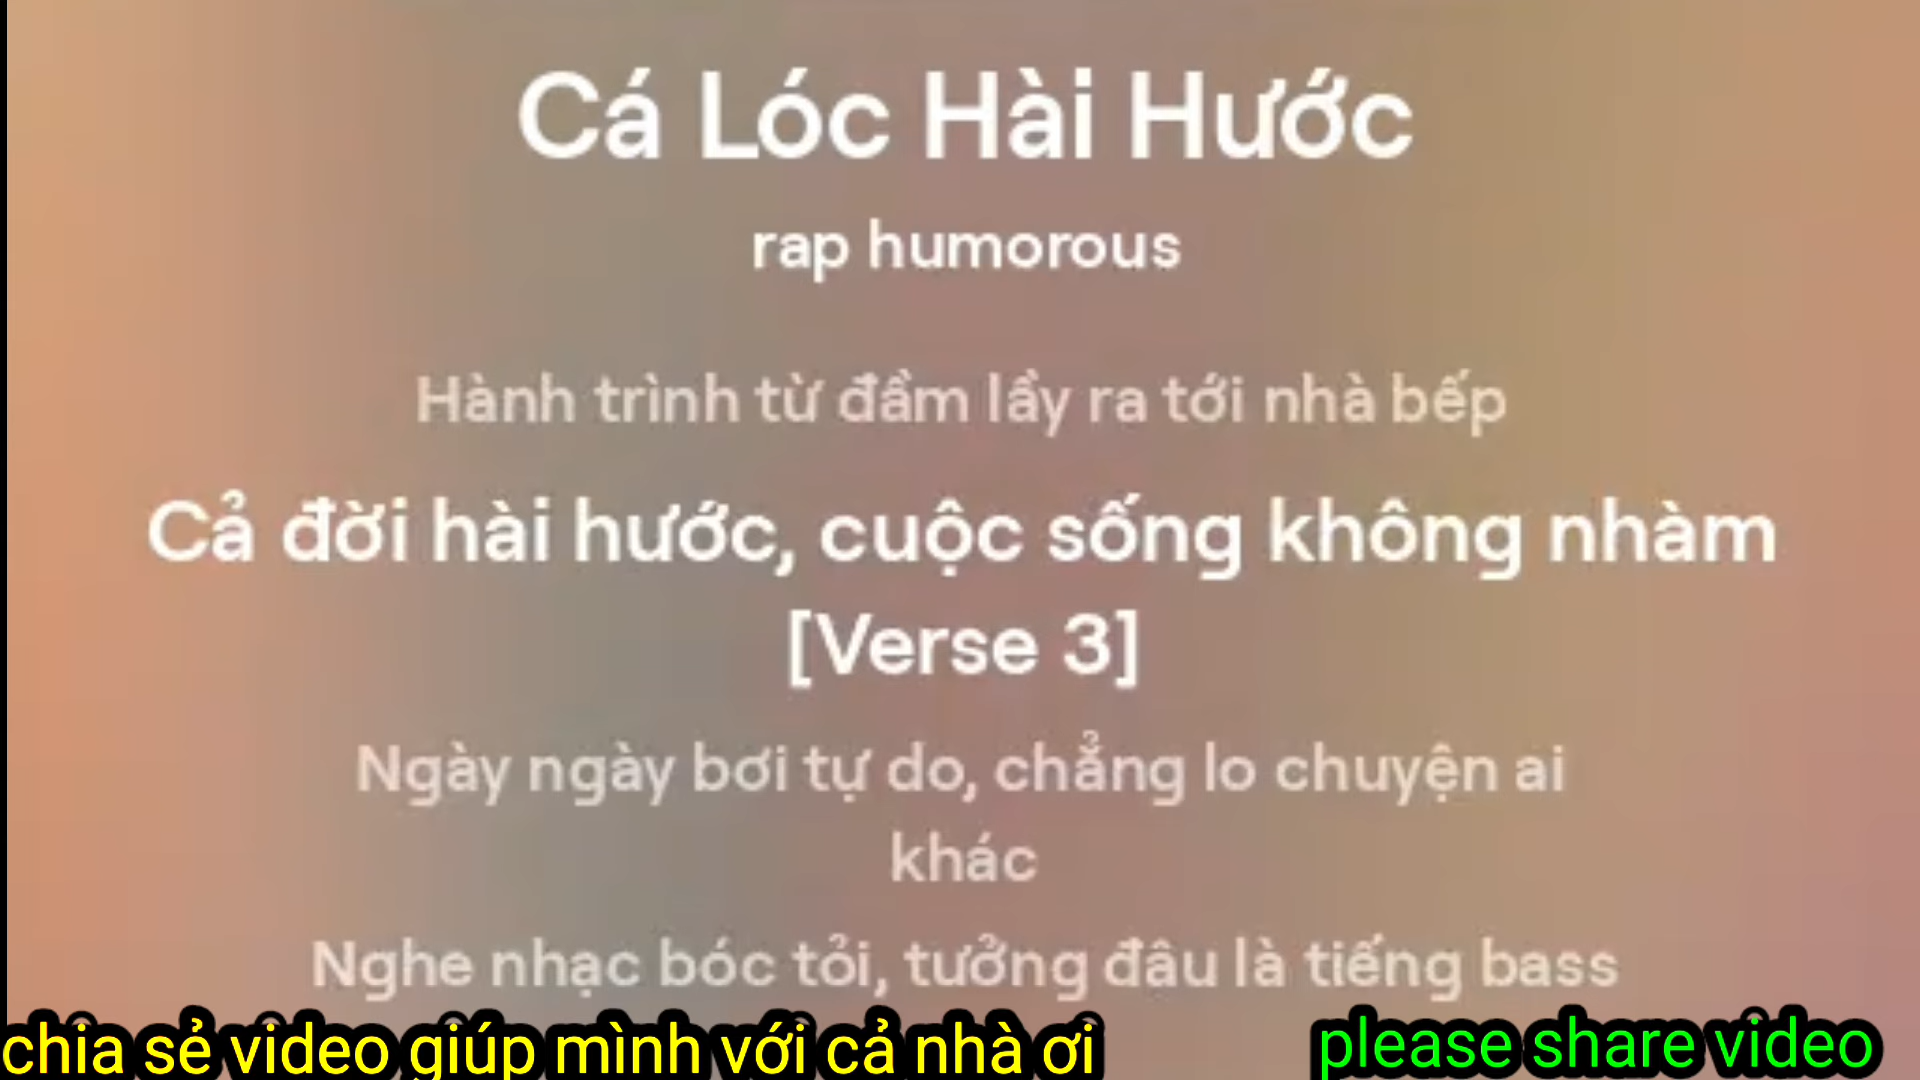 Cá Lóc Hài Hước
rap humorous
Hành trình từ đầm lầy ra tới nhà bếp
Cả đời hài hước, cuộc sống không nhàm
[Verse 3]
Ngày ngày bơi tự do, chẳng lo chuyện ai
khác
Nghe nhạc bóc tỏi, tưởng đâu là tiếng bass
chia sẻ video giúp mình với cả nhà ơi
please share video